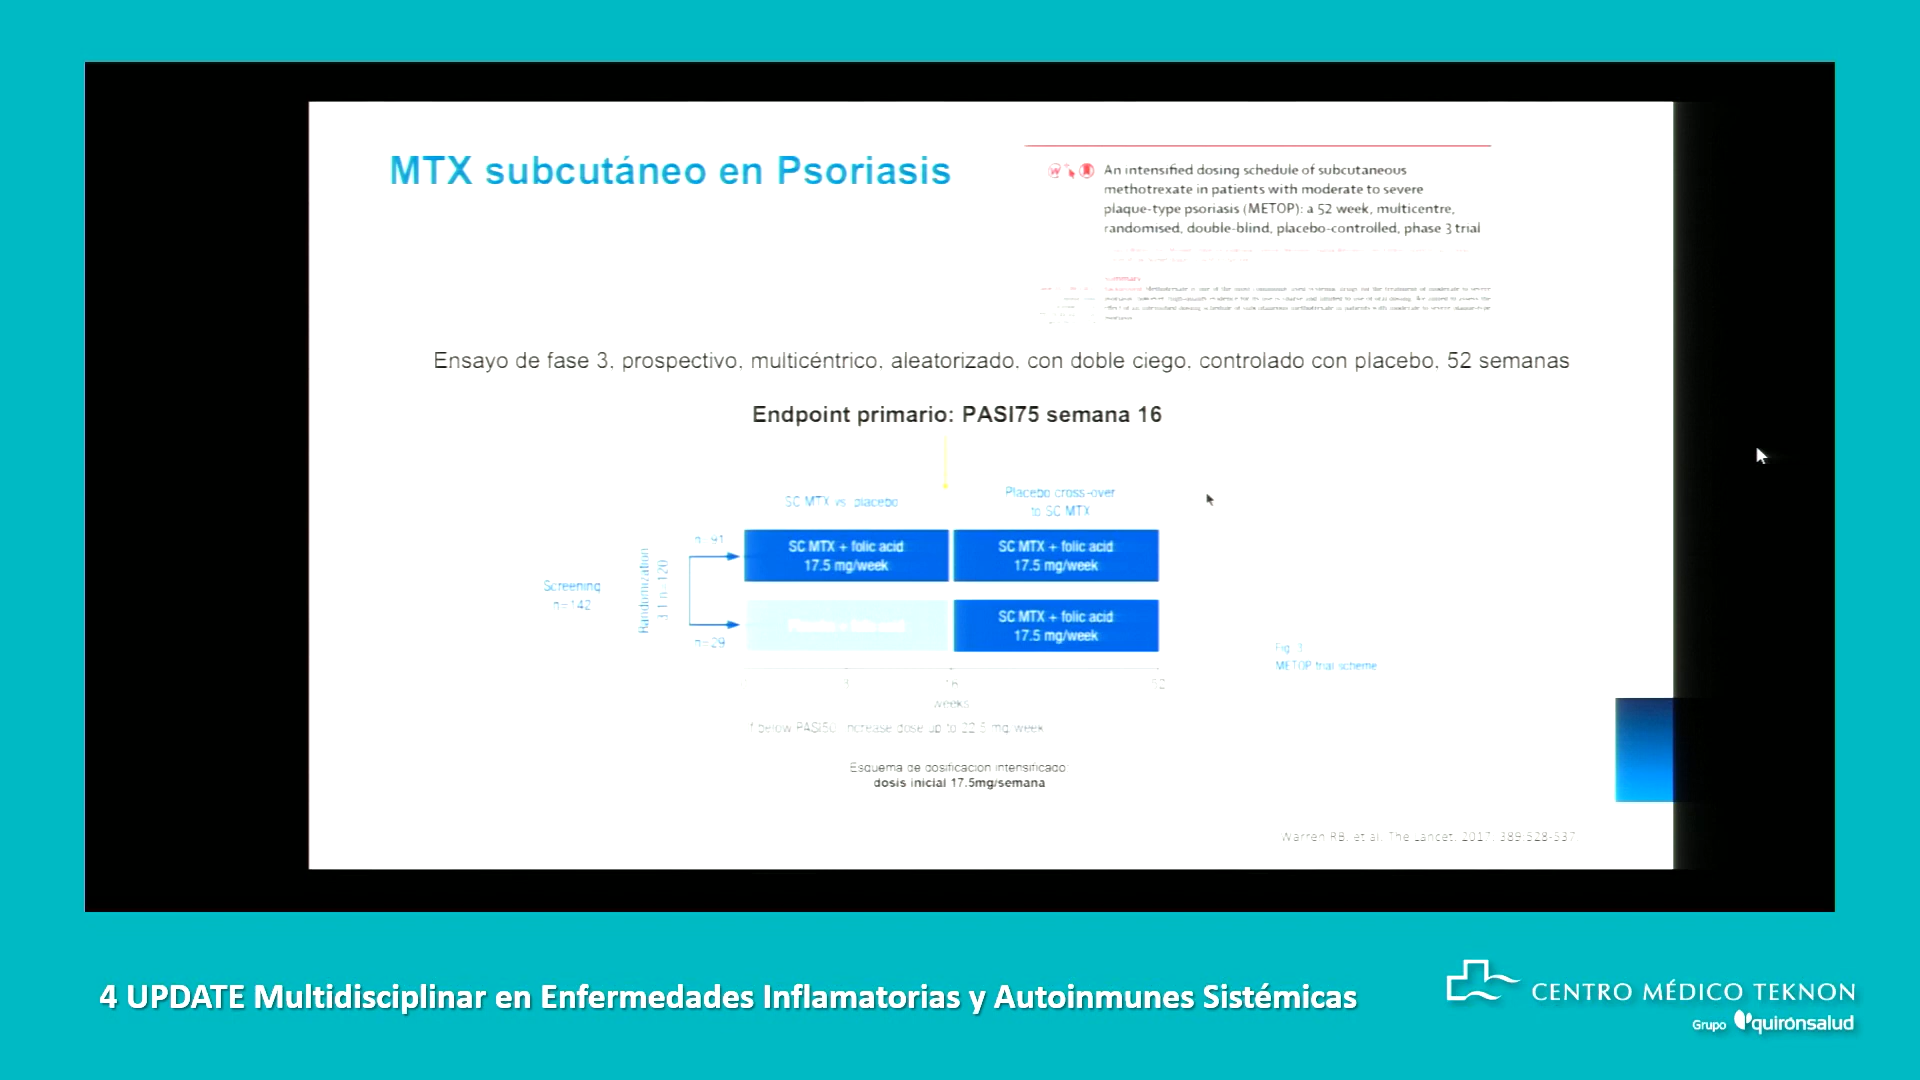 MTX subcutáneo en Psoriasis
An intensified dosing schedule of subcutaneous
methotrexate in patients with moderate to severe
plaque-type psoriasis (METOP): a 52 week, multicentre,
randomised, double-blind, placebo-controlled, phase 3 trial
Summary
Ensayo de fase 3, prospectivo, multicéntrico, aleatorizado, con doble ciego, controlado con placebo, 52 semanas
Endpoint primario: PASI75 semana 16
SC MTX vs. placebo
Placebo cross-over
to SC MTX
Screening
n=142
Randomization
3:1 n=120
n=91
n=29
SC MTX + folic acid
17.5 mg/week
SC MTX + folic acid
17.5 mg/week
SC MTX + folic acid
17.5 mg/week
16
52
weeks
If below PASI50, increase dose up to 22.5 mg/week
Esquema de dosificación intensificado
dosis inicial 17.5mg/semana
METOP trial scheme
Warren RB, et al. The Lancet. 2017; 389:528-537.
4 UPDATE Multidisciplinar en Enfermedades Inflamatorias y Autoinmunes Sistémicas
CENTRO MÉDICO TEKNON
Grupo quirónsalud